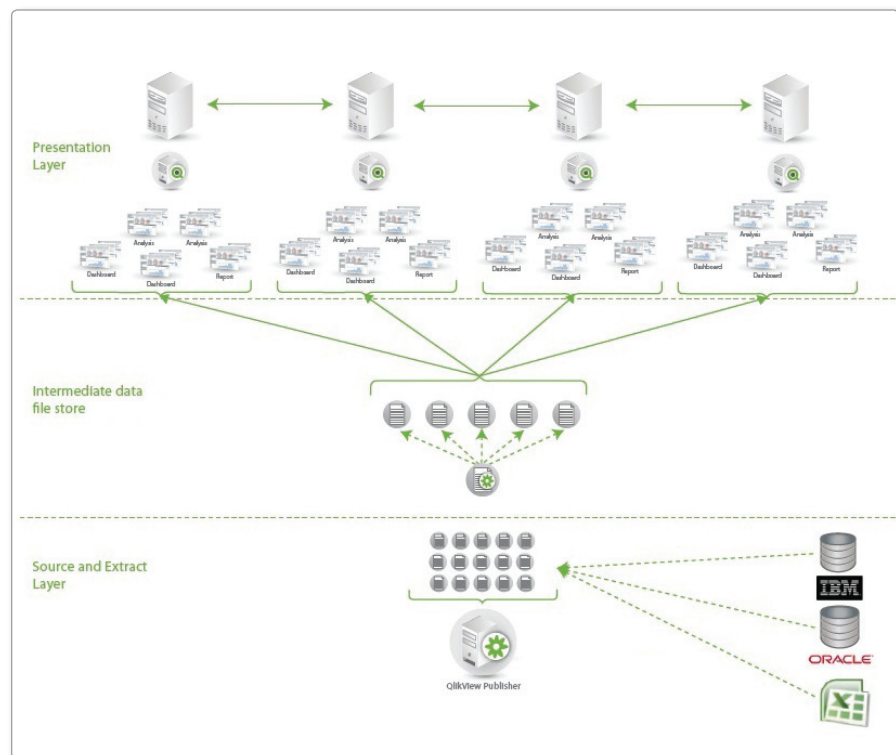 Presentation
Layer
Analysis
Analysis
Dashboard
Report
Dashboard
Analysis
Analysis
Dashboard
Report
Dashboard
Analysis
Analysis
Dashboard
Report
Dashboard
Analysis
Analysis
Dashboard
Report
Dashboard
Intermediate data
file store
Source and Extract
Layer
IBM
ORACLE
QlikView Publisher